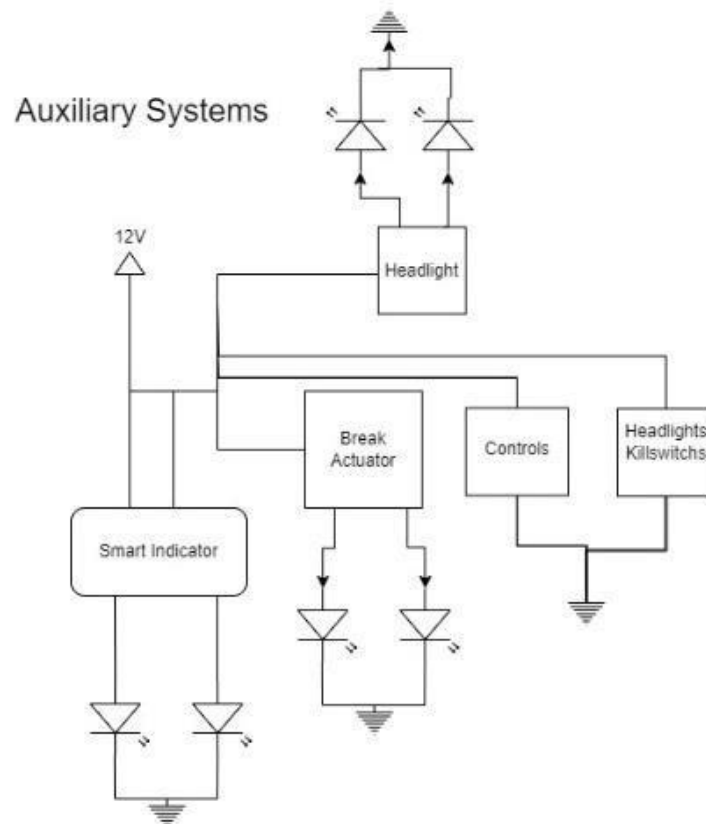 Auxiliary Systems
12V
Headlight
Break
Actuator
Controls
Headlights
Killswitchs
Smart Indicator